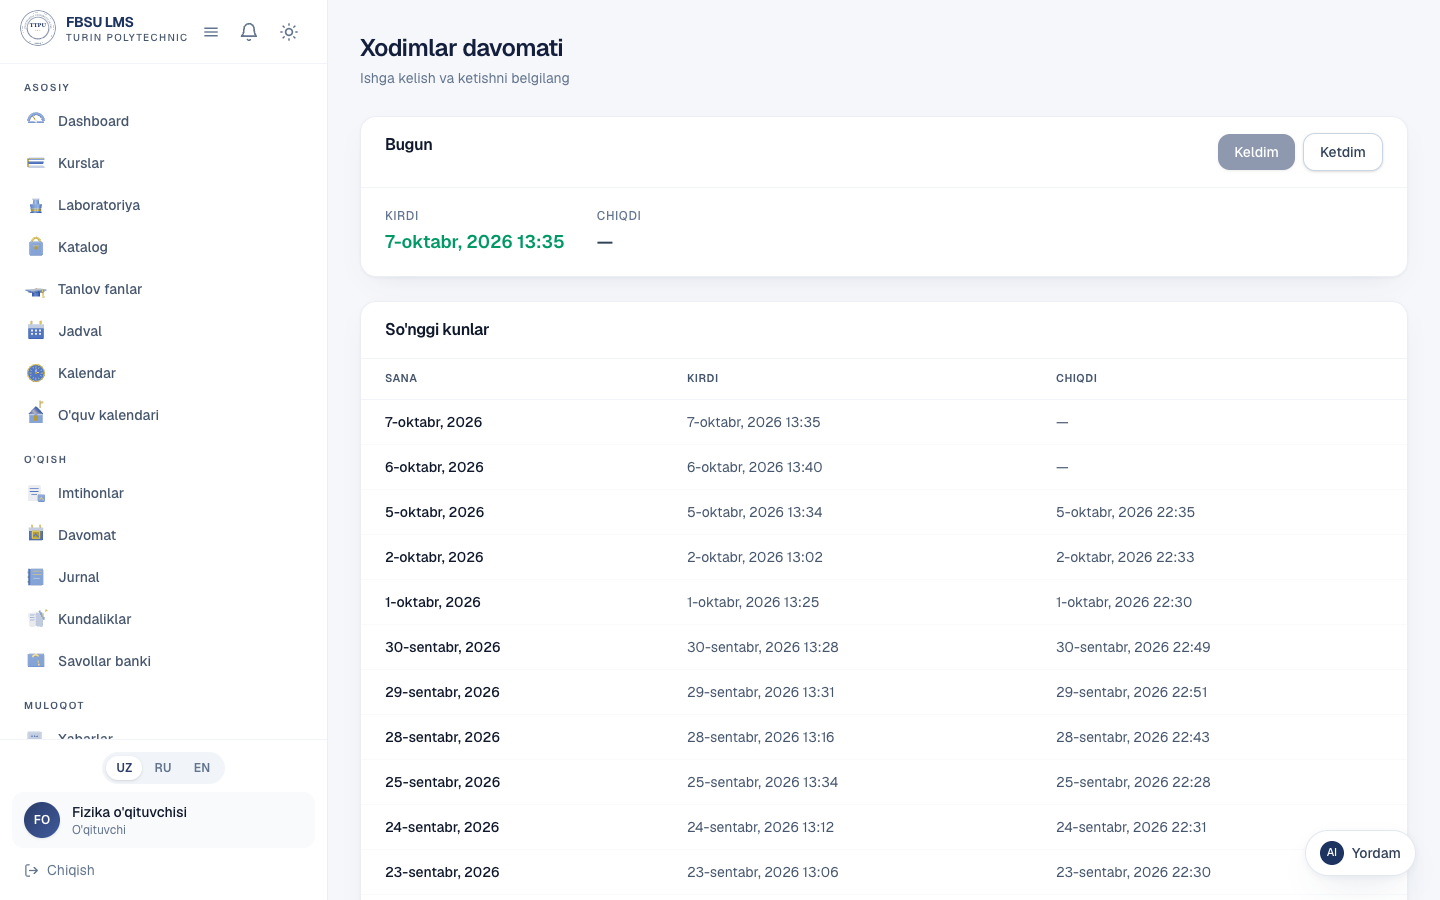 FBSU LMS
TURIN POLYTECHNIC
ASOSIY
Dashboard
Kurslar
Laboratoriya
Katalog
Tanlov fanlar
Jadval
Kalendar
O'quv kalendari
O'QISH
Imtihonlar
Davomat
Jurnal
Kundaliklar
Savollar banki
MULOQOT
Xabarlar
UZ RU EN
FO
Fizika o'qituvchisi
O'qituvchi
Chiqish
Xodimlar davomati
Ishga kelish va ketishni belgilang
Bugun
Keldim Ketdim
KIRDI CHIQDI
7-oktabr, 2026 13:35 —
So'nggi kunlar
SANA KIRDI CHIQDI
7-oktabr, 2026 7-oktabr, 2026 13:35 —
6-oktabr, 2026 6-oktabr, 2026 13:40 —
5-oktabr, 2026 5-oktabr, 2026 13:34 5-oktabr, 2026 22:35
2-oktabr, 2026 2-oktabr, 2026 13:02 2-oktabr, 2026 22:33
1-oktabr, 2026 1-oktabr, 2026 13:25 1-oktabr, 2026 22:30
30-sentabr, 2026 30-sentabr, 2026 13:28 30-sentabr, 2026 22:49
29-sentabr, 2026 29-sentabr, 2026 13:31 29-sentabr, 2026 22:51
28-sentabr, 2026 28-sentabr, 2026 13:16 28-sentabr, 2026 22:43
25-sentabr, 2026 25-sentabr, 2026 13:34 25-sentabr, 2026 22:28
24-sentabr, 2026 24-sentabr, 2026 13:12 24-sentabr, 2026 22:31
23-sentabr, 2026 23-sentabr, 2026 13:06 23-sentabr, 2026 22:30
AI Yordam